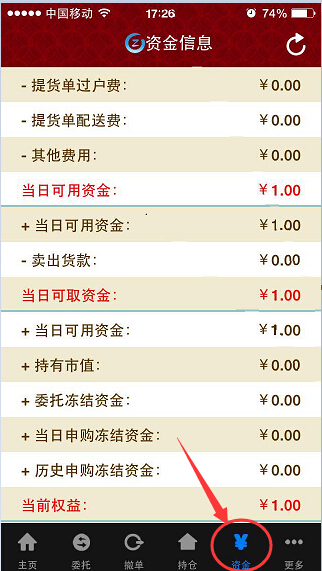 中国移动 17:26 74%
资金信息
- 提货单过户费： ￥0.00
- 提货单配送费： ￥0.00
- 其他费用： ￥0.00
当日可用资金： ￥1.00
+ 当日可用资金： ￥1.00
- 卖出货款： ￥0.00
当日可取资金： ￥1.00
+ 当日可用资金： ￥1.00
+ 持有市值： ￥0.00
+ 委托冻结资金： ￥0.00
+ 当日申购冻结资金： ￥0.00
+ 历史申购冻结资金： ￥0.00
当前权益： ￥1.00
¥
主页 委托 撤单 持仓 资金 更多